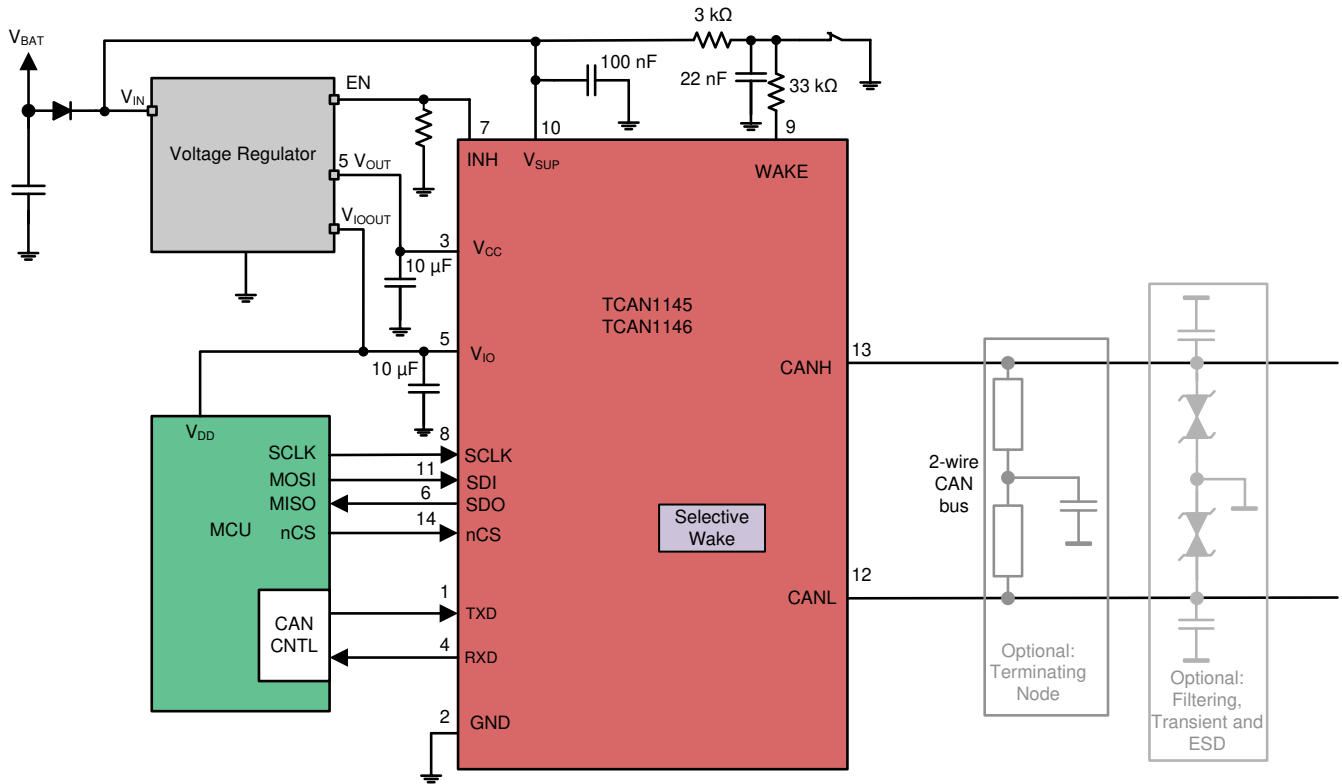 3 kΩ
VBAT
100 nF
22 nF
33 kΩ
EN
VIN
7
10
9
Voltage Regulator
INH
VSUP
WAKE
5 VOUT
VIOOUT
3
VCC
10 µF
TCAN1145
TCAN1146
5
VIO
10 µF
13
CANH
VDD
8
SCLK
SCLK
11
MOSI
SDI
6
MISO
SDO
14
MCU
nCS
nCS
2-wire
CAN
bus
Selective
Wake
12
CANL
1
TXD
CAN
CNTL
4
RXD
2
GND
Optional:
Terminating
Node
Optional:
Filtering,
Transient and
ESD